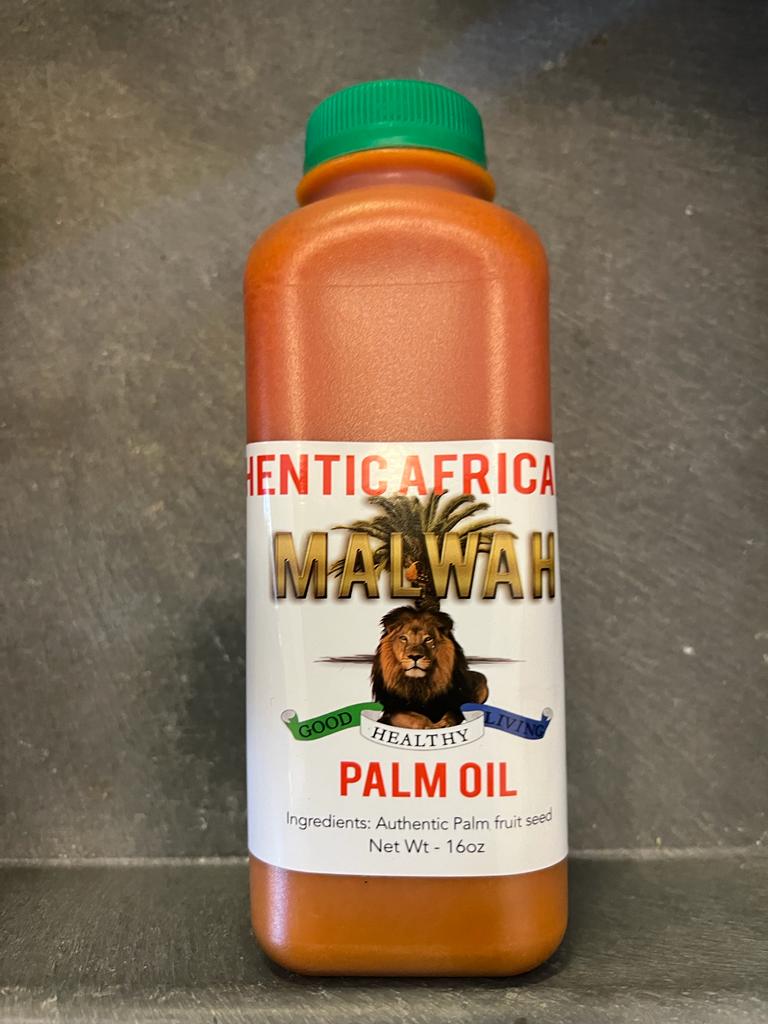 HENTIC AFRICA
MALWAH
GOOD HEALTHY LIVING
PALM OIL
Ingredients: Authentic Palm fruit seed
Net Wt - 16oz